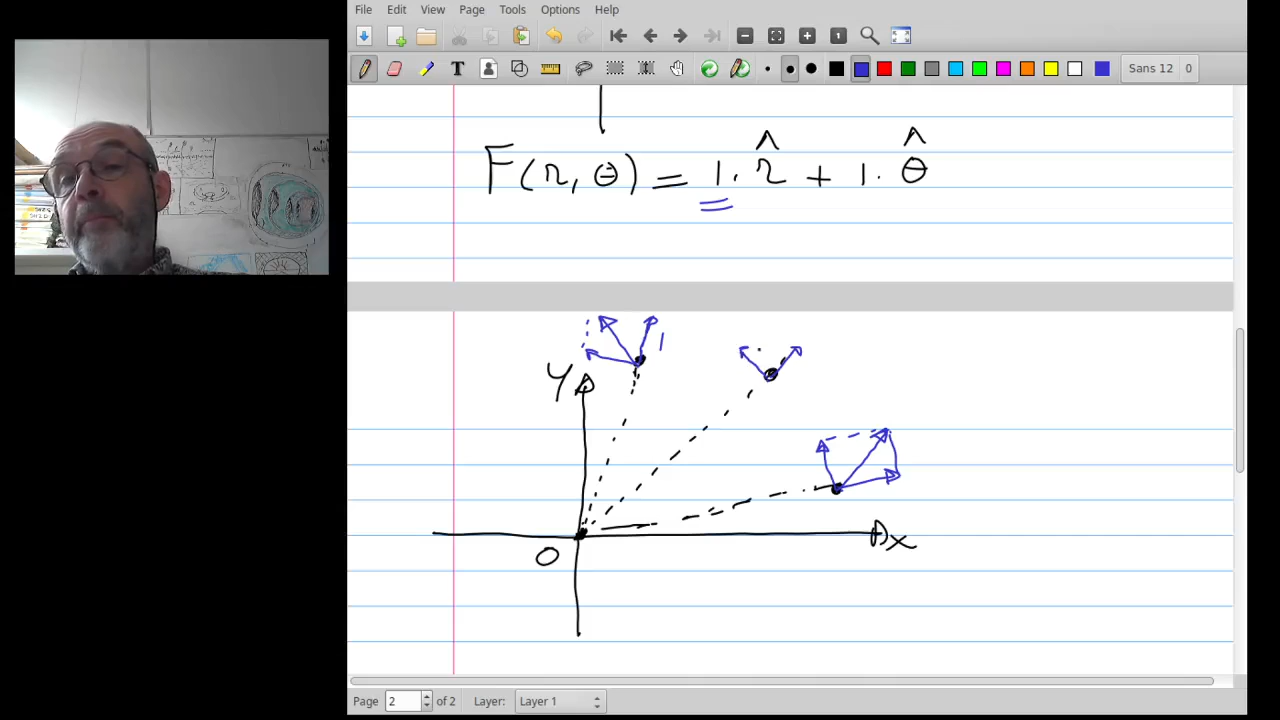 File Edit View Page Tools Options Help
Sans 12 0
F(r, θ) = 1. r̂ + 1. θ̂
1
Y
O
X
Page 2 of 2 Layer: Layer 1